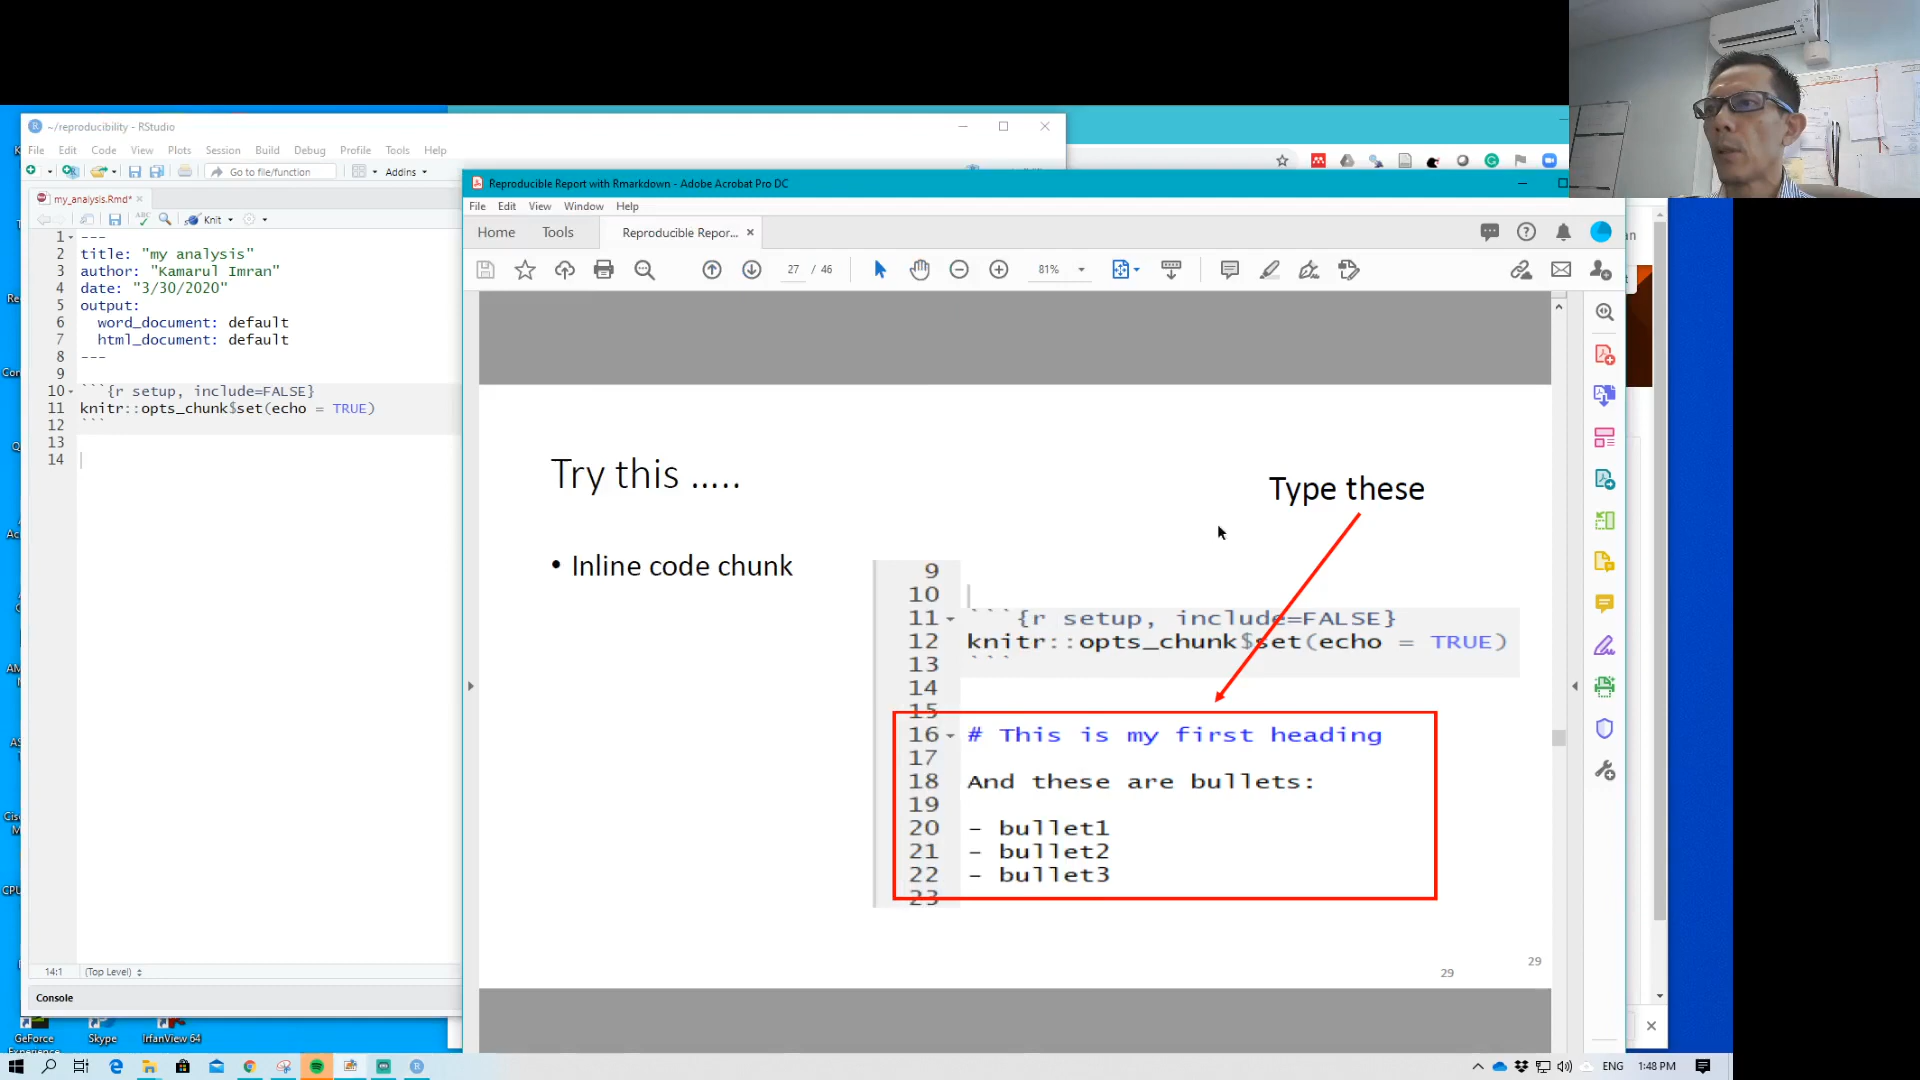 ~/reproducibility - RStudio
File Edit Code View Plots Session Build Debug Profile Tools Help
Go to file/function
Addins
my_analysis.Rmd*
ABC
Knit
1 ---
2 title: "my analysis"
3 author: "Kamarul Imran"
4 date: "3/30/2020"
5 output:
6 word_document: default
7 html_document: default
8 ---
9
10 ```{r setup, include=FALSE}
11 knitr::opts_chunk$set(echo = TRUE)
12 ```
13
14
14:1 (Top Level)
Console
Reproducible Report with Rmarkdown - Adobe Acrobat Pro DC
File Edit View Window Help
Home Tools Reproducible Repor...
27 / 46
81%
Try this .....
Type these
• Inline code chunk
9
10
11 ```{r setup, include=FALSE}
12 knitr::opts_chunk$set(echo = TRUE)
13 ```
14
15
16 # This is my first heading
17
18 And these are bullets:
19
20 - bullet1
21 - bullet2
22 - bullet3
23
29
29
GeForce
Experience
Skype
IrfanView 64
ENG 1:48 PM